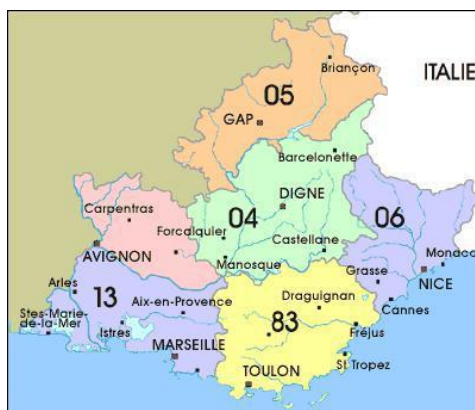 Briançon
ITALIE
05
GAP
Barcelonette
DIGNE
Carpentras
04
06
Forcalquier
AVIGNON
Castellane
Monaco
Manosque
Grasse
NICE
Arles
13
Aix-en-Provence
Draguignan
Cannes
Stes-Marie-
de-la-Mer
Istres
83
Fréjus
MARSEILLE
St Tropez
TOULON